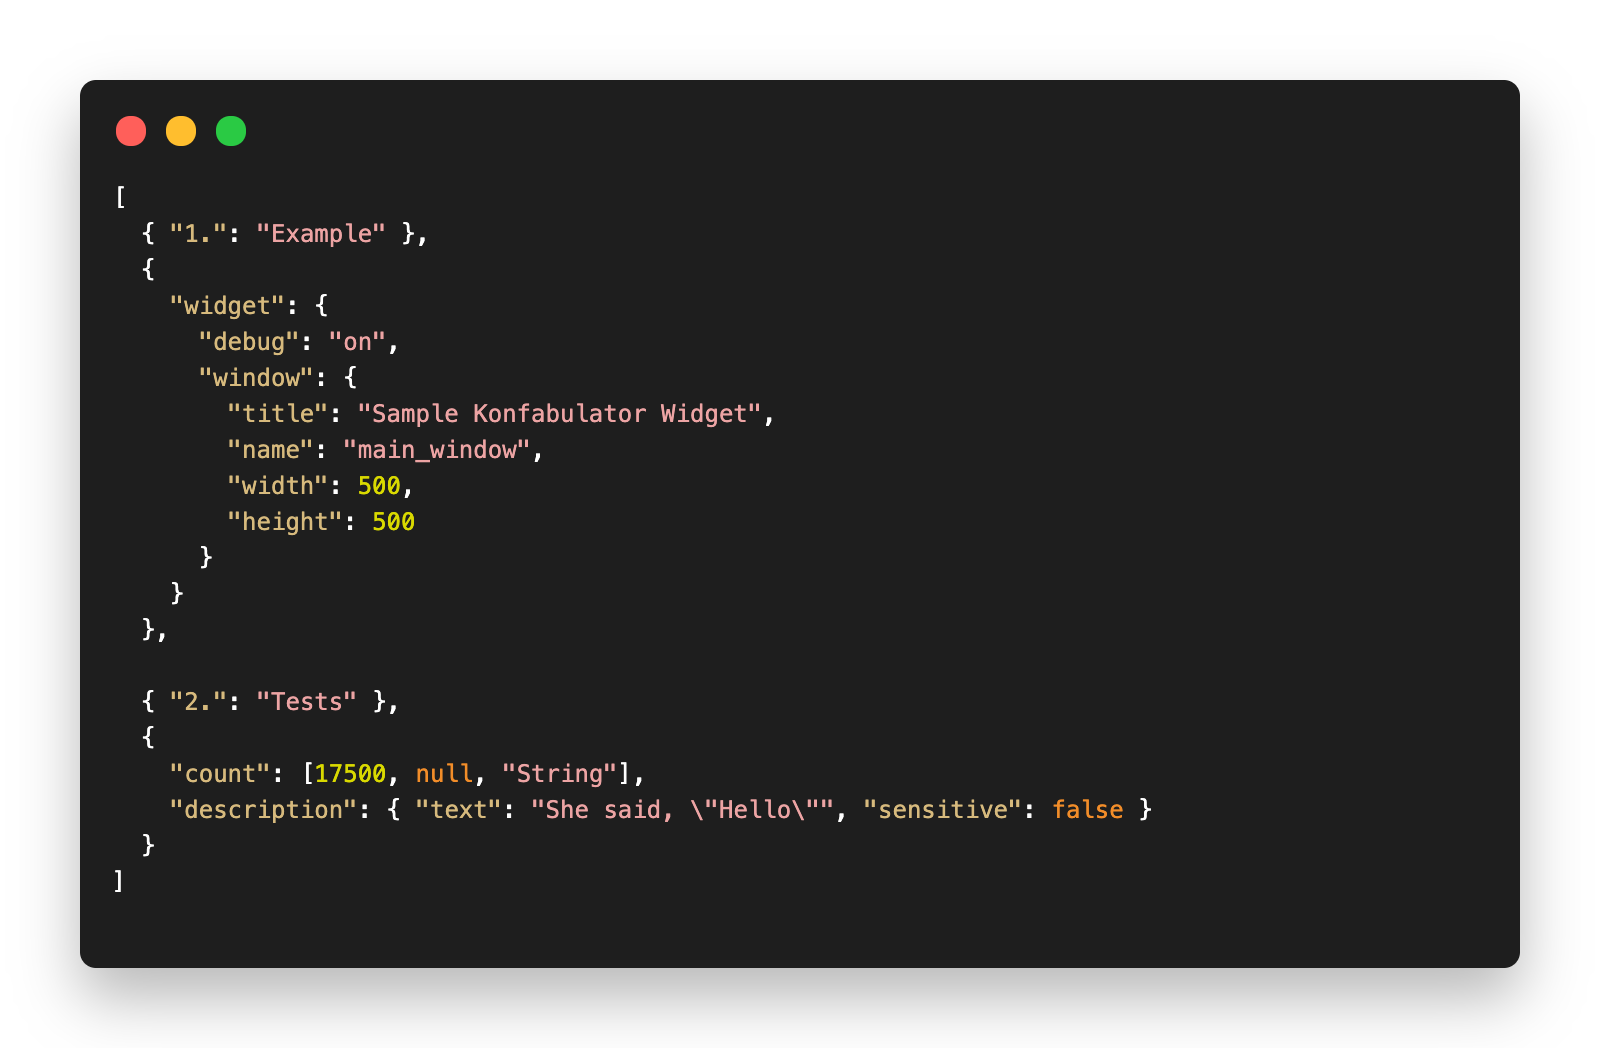 [
  { "1.": "Example" },
  {
    "widget": {
      "debug": "on",
      "window": {
        "title": "Sample Konfabulator Widget",
        "name": "main_window",
        "width": 500,
        "height": 500
      }
    }
  },

  { "2.": "Tests" },
  {
    "count": [17500, null, "String"],
    "description": { "text": "She said, \"Hello\"", "sensitive": false }
  }
]